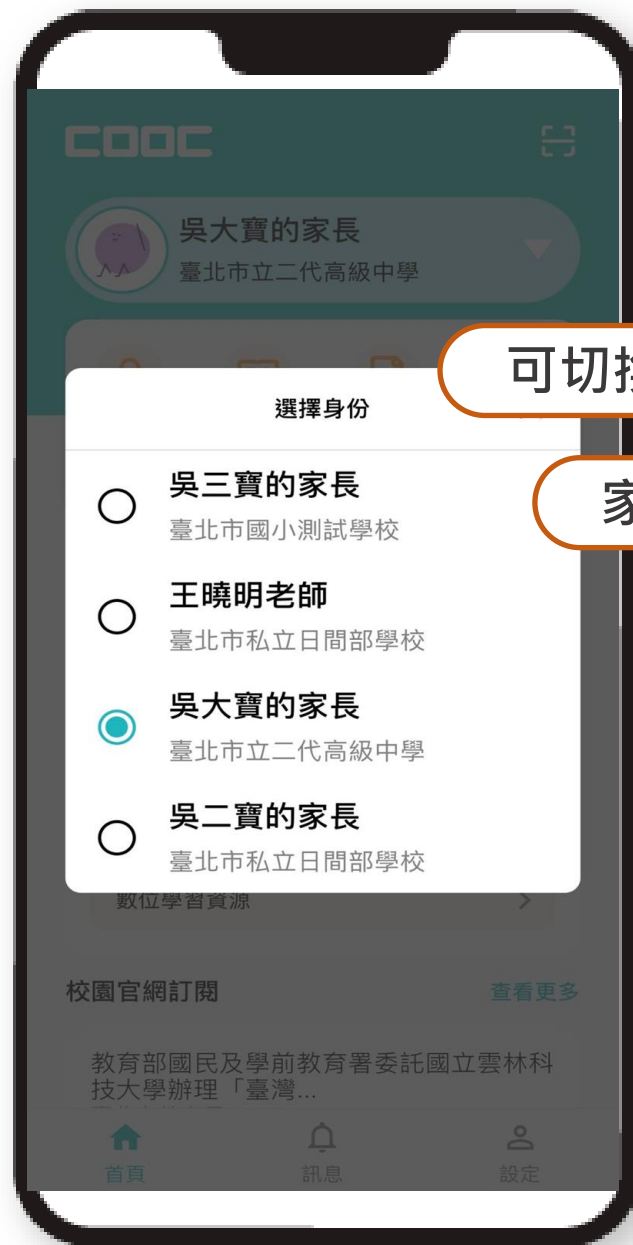 COOC
吳大寶的家長
臺北市立二代高級中學
可切換
選擇身份
吳三寶的家長
臺北市國小測試學校
家
王曉明老師
臺北市私立日間部學校
吳大寶的家長
臺北市立二代高級中學
吳二寶的家長
臺北市私立日間部學校
數位學習資源
校園官網訂閱
查看更多
教育部國民及學前教育署委託國立雲林科
技大學辦理「臺灣...
首頁
訊息
設定